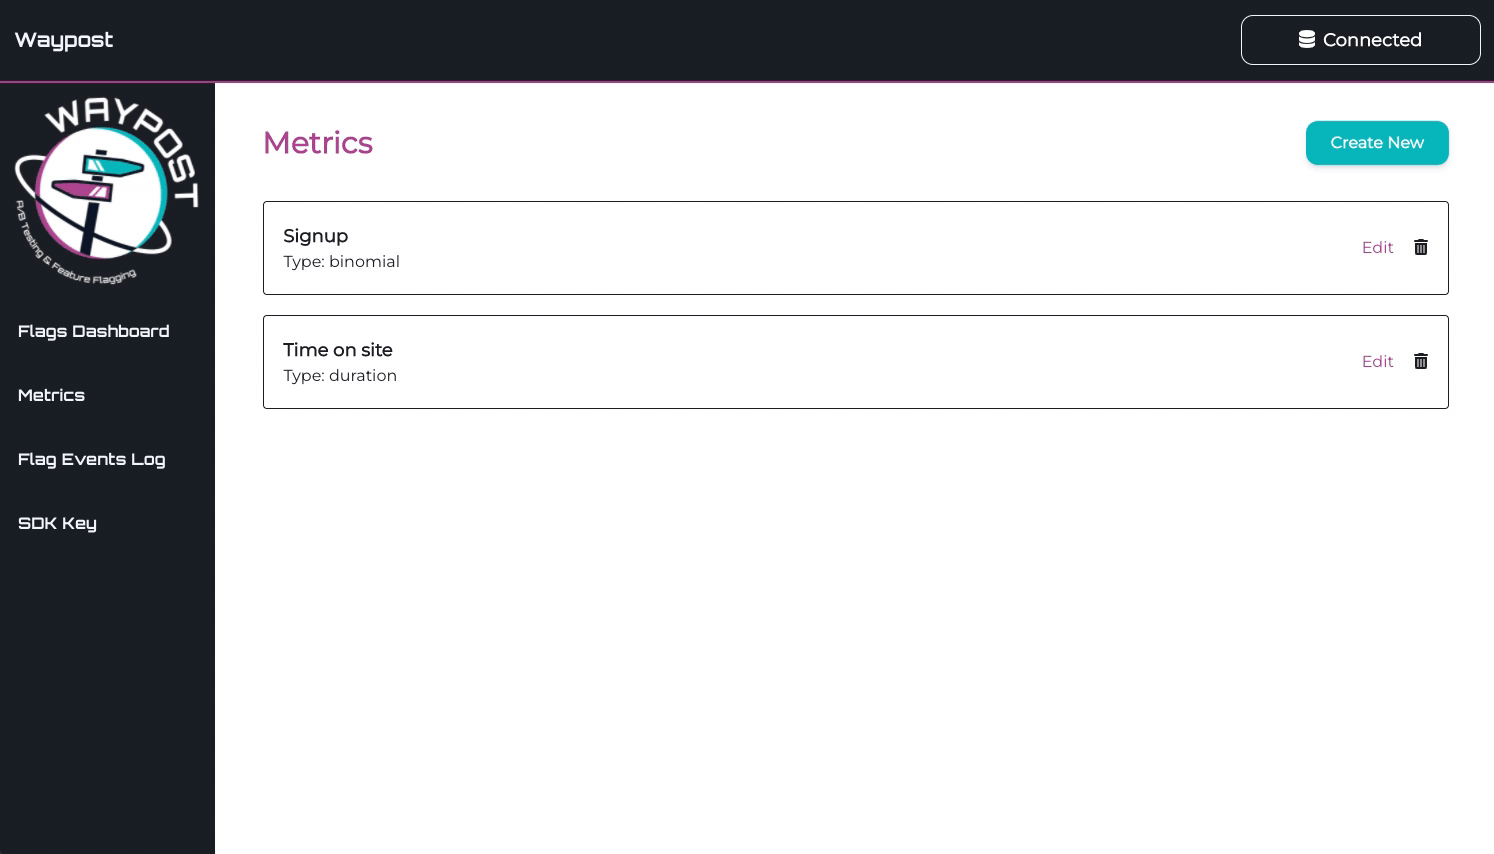 Waypost
Connected
WAYPOST
A/B Testing & Feature Flagging
Flags Dashboard
Metrics
Flag Events Log
SDK Key
Metrics
Create New
Signup
Type: binomial
Edit
Time on site
Type: duration
Edit